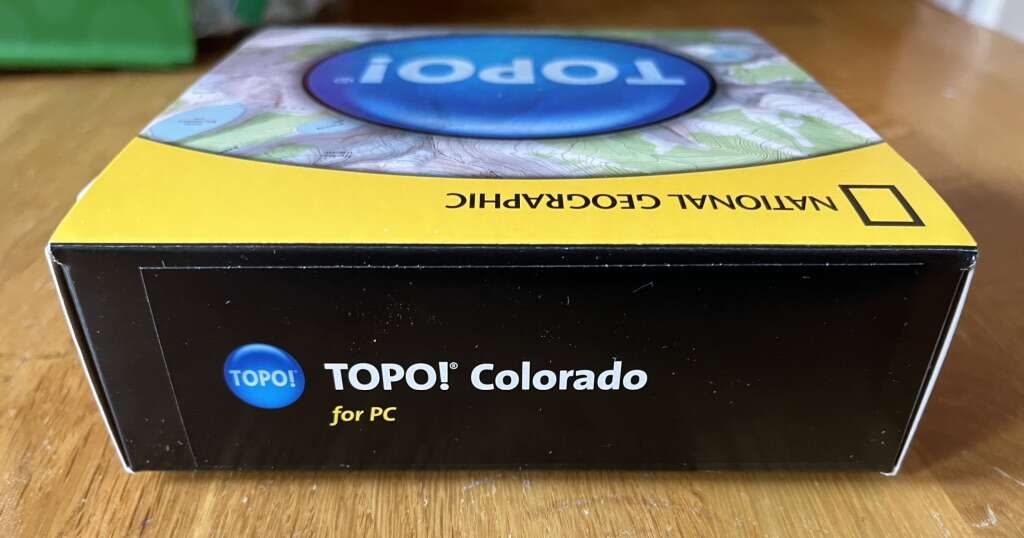 TOPO!®
NATIONAL GEOGRAPHIC
TOPO!
TOPO!® Colorado
for PC